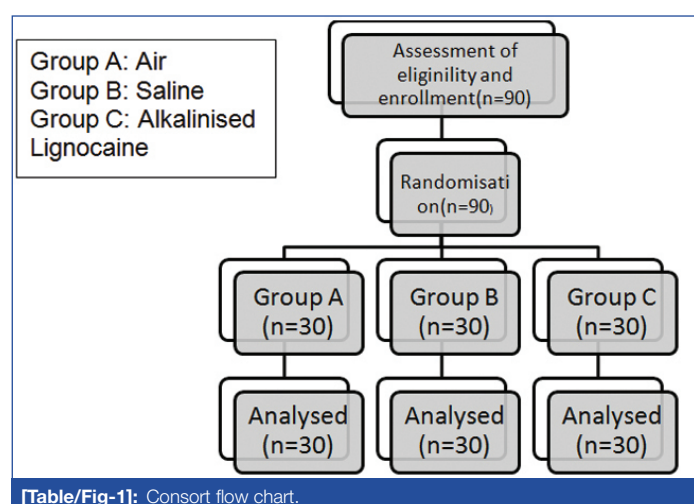 Group A: Air
Group B: Saline
Group C: Alkalinised
Lignocaine
Assessment of
eliginility and
enrollment(n=90)
Randomisati
on(n=90)
Group A
(n=30)
Group B
(n=30)
Group C
(n=30)
Analysed
(n=30)
Analysed
(n=30)
Analysed
(n=30)
[Table/Fig-1]: Consort flow chart.